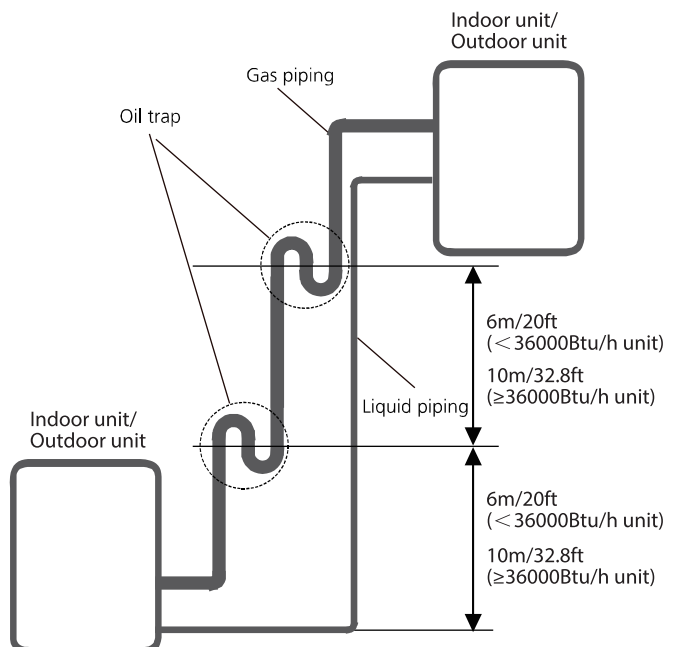 Indoor unit/
Outdoor unit
Gas piping
Oil trap
6m/20ft
(＜36000Btu/h unit)
10m/32.8ft
(≥36000Btu/h unit)
Liquid piping
Indoor unit/
Outdoor unit
6m/20ft
(＜36000Btu/h unit)
10m/32.8ft
(≥36000Btu/h unit)